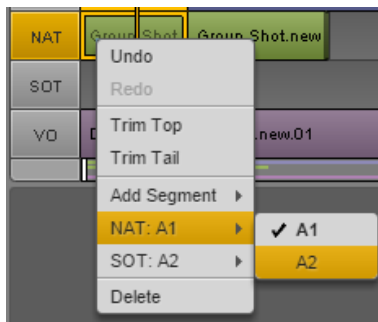 NAT
Group Shot
Group Shot.new
Undo
SOT
Redo
VO
.new.01
Trim Top
Trim Tail
Add Segment
NAT: A1
A1
SOT: A2
A2
Delete